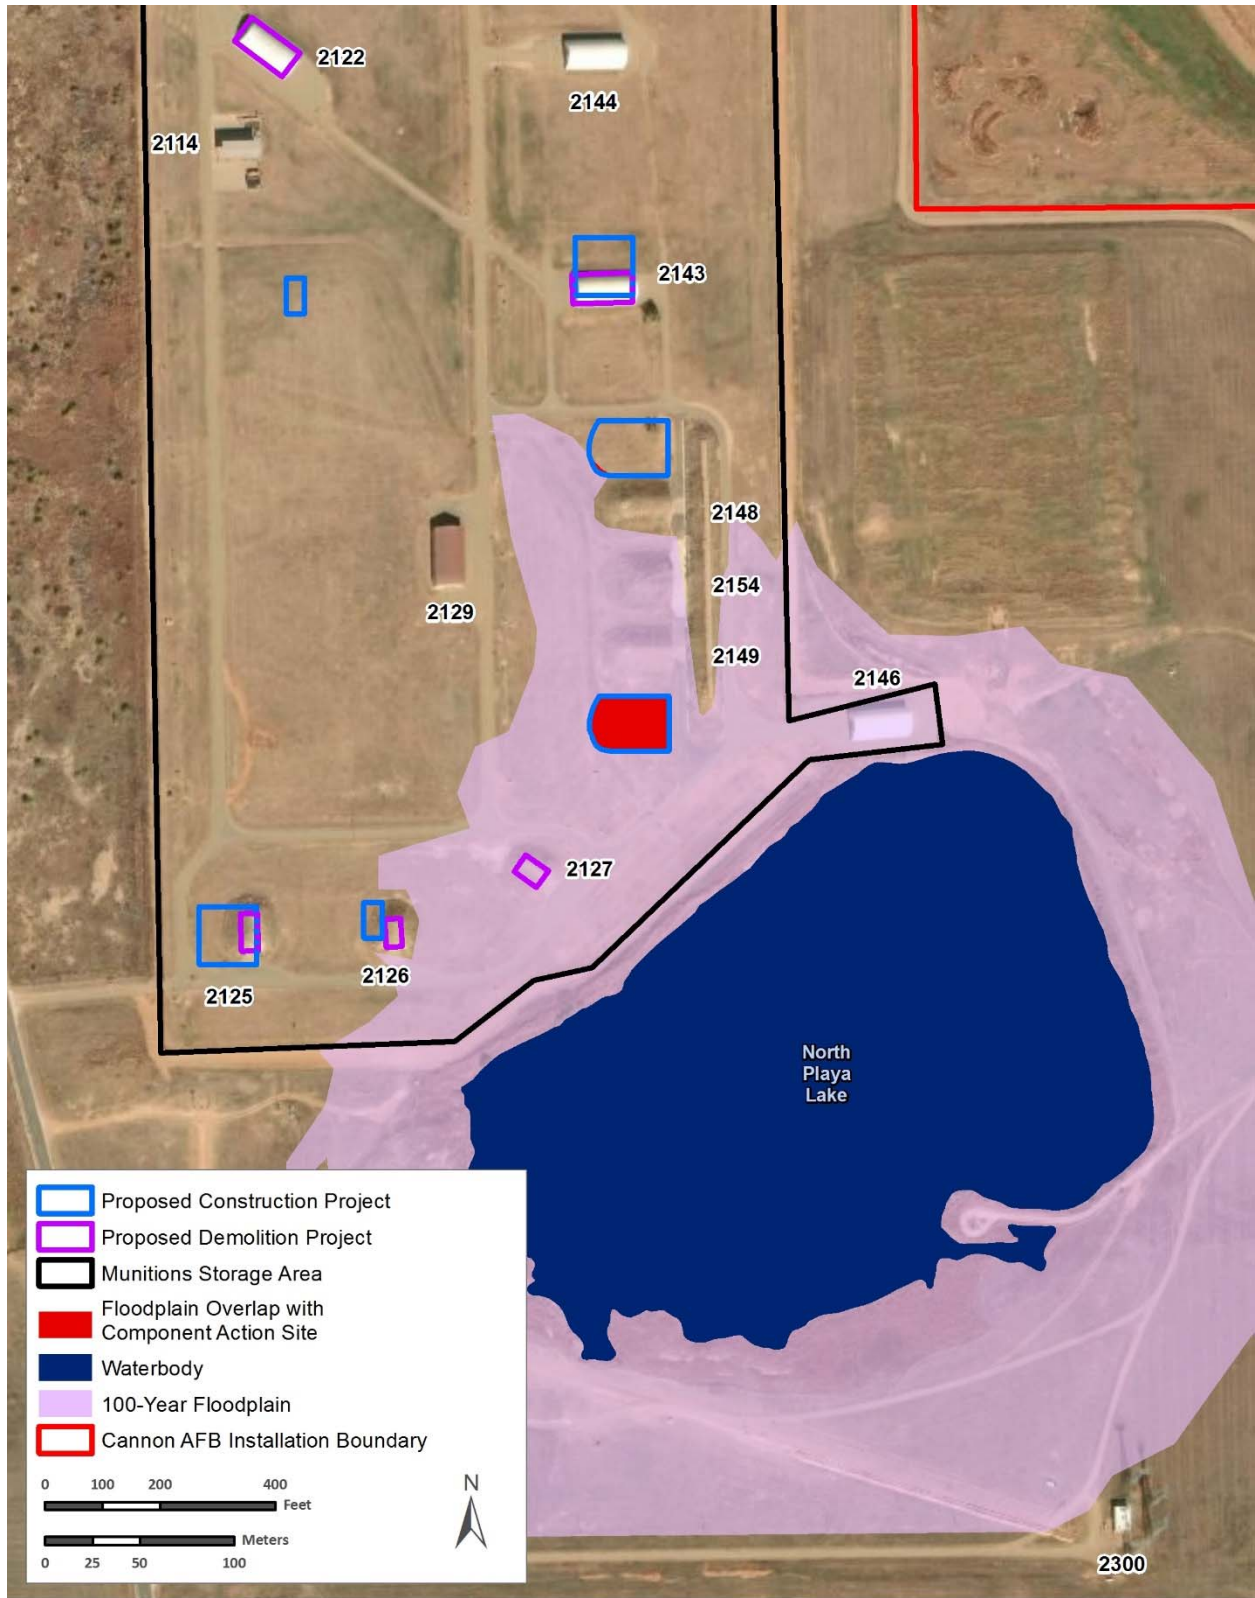 2122
2144
2114
2143
2148
2154
2129
2149
2146
2127
2126
2125
North
Playa
Lake
Proposed Construction Project
Proposed Demolition Project
Munitions Storage Area
Floodplain Overlap with
Component Action Site
Waterbody
100-Year Floodplain
Cannon AFB Installation Boundary
0 100 200 400
Feet
Meters
0 25 50 100
N
2300